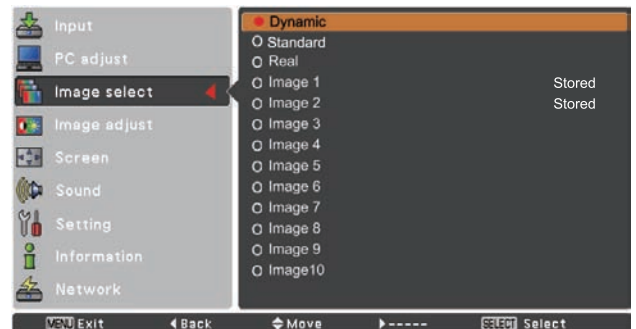 Input
PC adjust
Image select
Image adjust
Screen
Sound
Setting
Information
Network
Dynamic
Standard
Real
Image 1 Stored
Image 2 Stored
Image 3
Image 4
Image 5
Image 6
Image 7
Image 8
Image 9
Image10
MENU Exit Back Move ----- SELECT Select